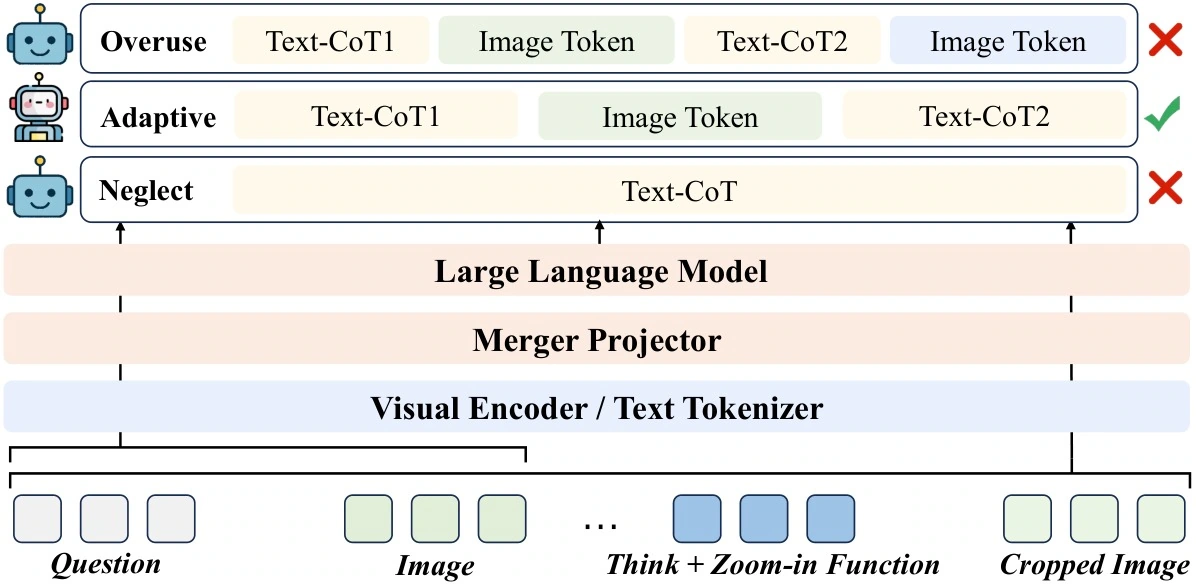 Overuse Text-CoT1 Image Token Text-CoT2 Image Token
Adaptive Text-CoT1 Image Token Text-CoT2
Neglect Text-CoT
Large Language Model
Merger Projector
Visual Encoder / Text Tokenizer
...
Question Image Think + Zoom-in Function Cropped Image